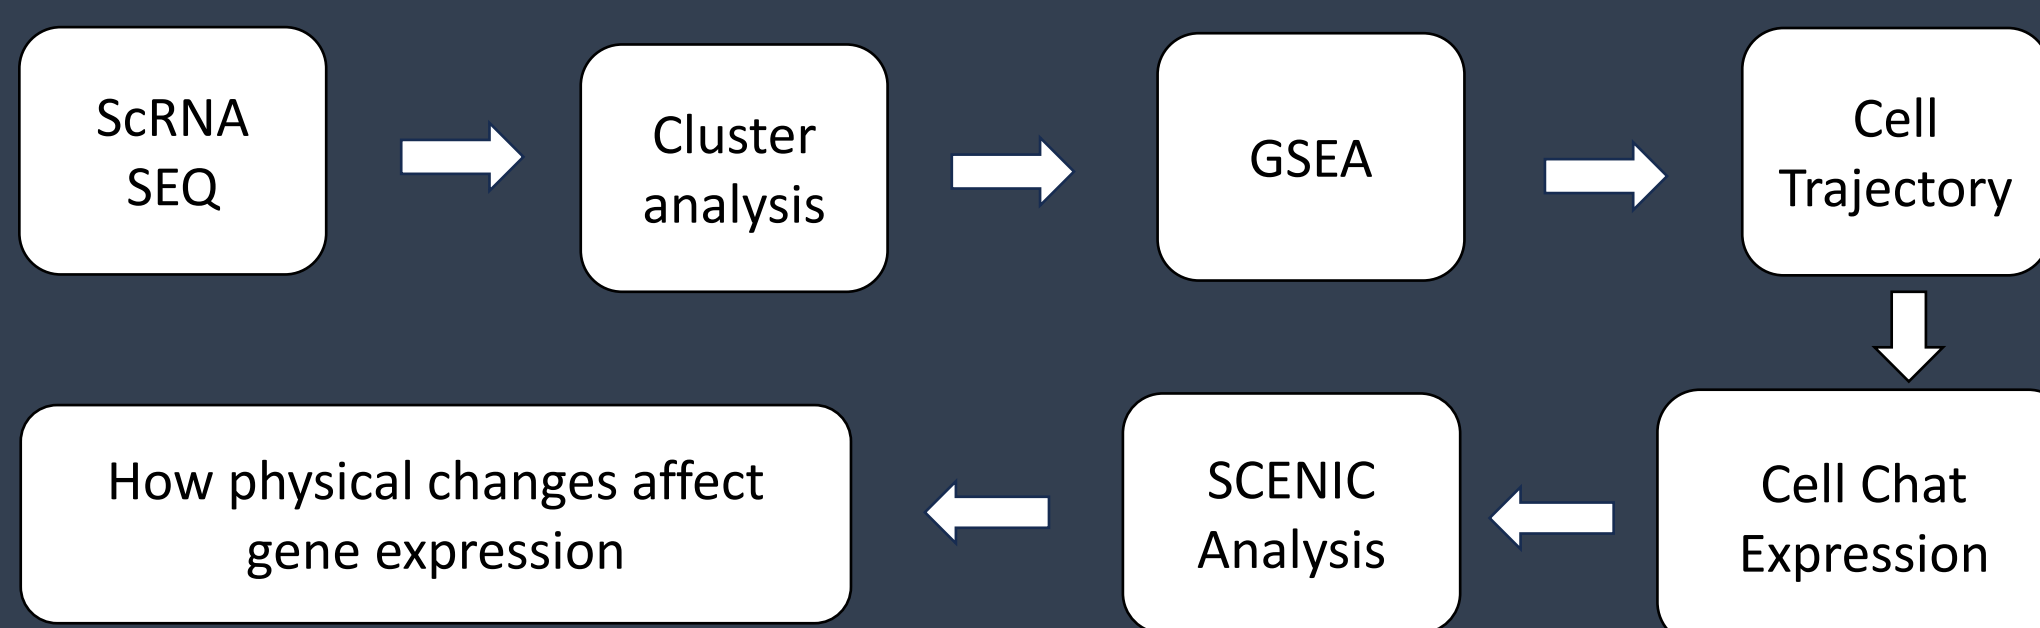 ScRNA
SEQ
Cluster
analysis
GSEA
Cell
Trajectory
Cell Chat
Expression
SCENIC
Analysis
How physical changes affect
gene expression